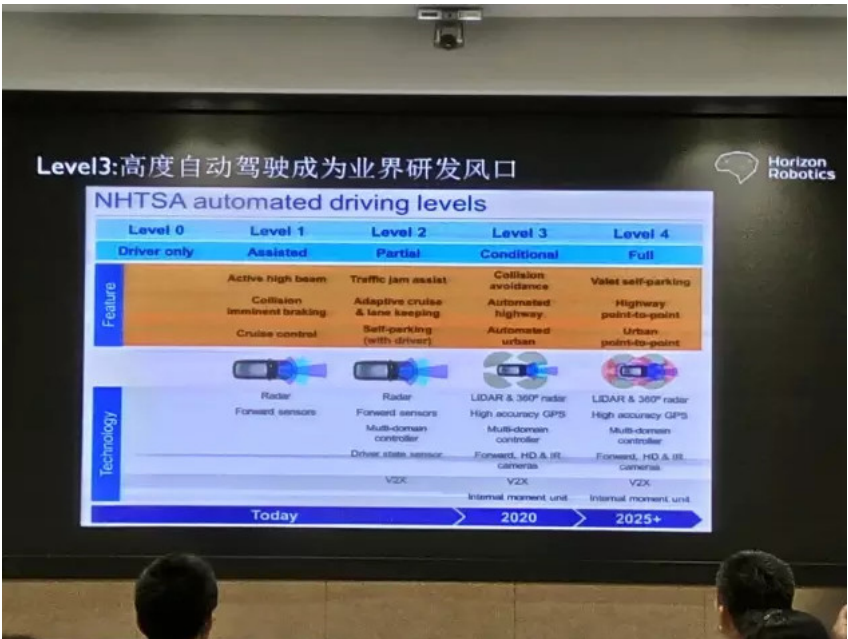 Level3:高度自动驾驶成为业界研发风口
Horizon
Robotics
NHTSA automated driving levels
Level 0 Level 1 Level 2 Level 3 Level 4
Driver only Assisted Partial Conditional Full
Feature
Active high beam
Collision
imminent braking
Cruise control
Traffic jam assist
Adaptive cruise
& lane keeping
Self-parking
(with driver)
Collision
avoidance
Automated
highway
Automated
urban
Valet self-parking
Highway
point-to-point
Urban
point-to-point
Technology
Radar
Forward sensors
Radar
Forward sensors
Multi-domain
controller
Driver state sensor
V2X
LIDAR & 360º radar
High accuracy GPS
Multi-domain
controller
Forward, HD & IR
cameras
V2X
Internal moment unit
LIDAR & 360º radar
High accuracy GPS
Multi-domain
controller
Forward, HD & IR
cameras
V2X
Internal moment unit
Today 2020 2025+